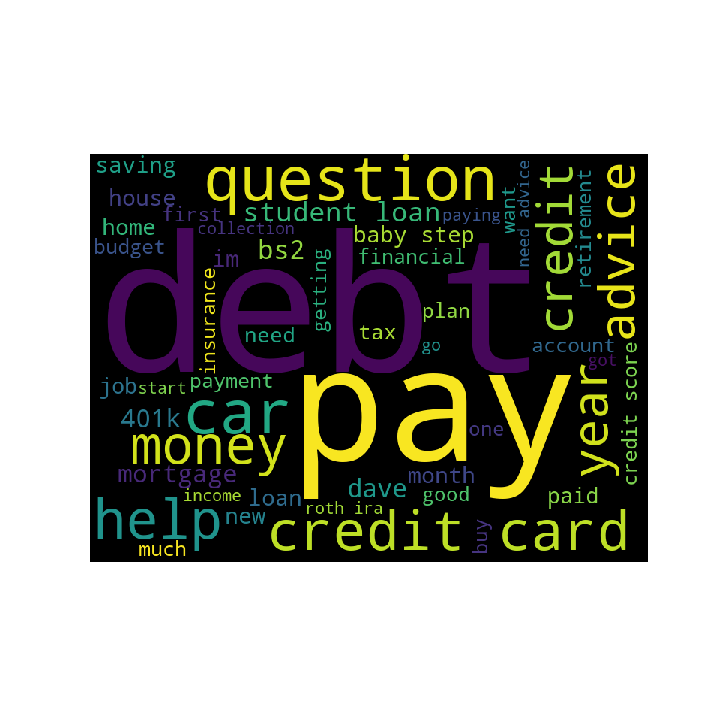 saving
question
advice
need advice
credit
house
first
student loan
paying
want
retirement
home
collection
budget
bs2
im
baby step
financial
debt
insurance
getting
need
plan
tax
go
account
got
job
start
payment
pay
year
credit score
401k
car
money
one
mortgage
month
dave
good
paid
income
loan
roth ira
help
new
credit card
buy
much